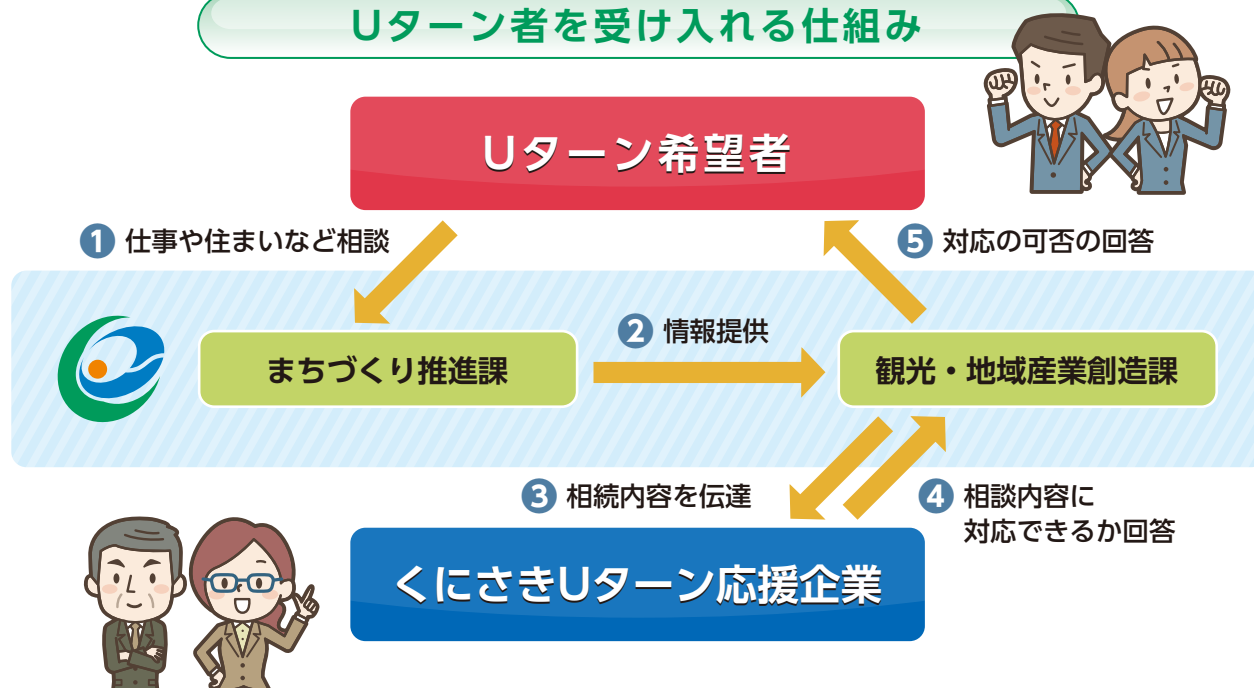 Uターン者を受け入れる仕組み
Uターン希望者
1 仕事や住まいなど相談
5 対応の可否の回答
2 情報提供
まちづくり推進課
観光・地域産業創造課
3 相続内容を伝達
4 相談内容に
対応できるか回答
くにさきUターン応援企業